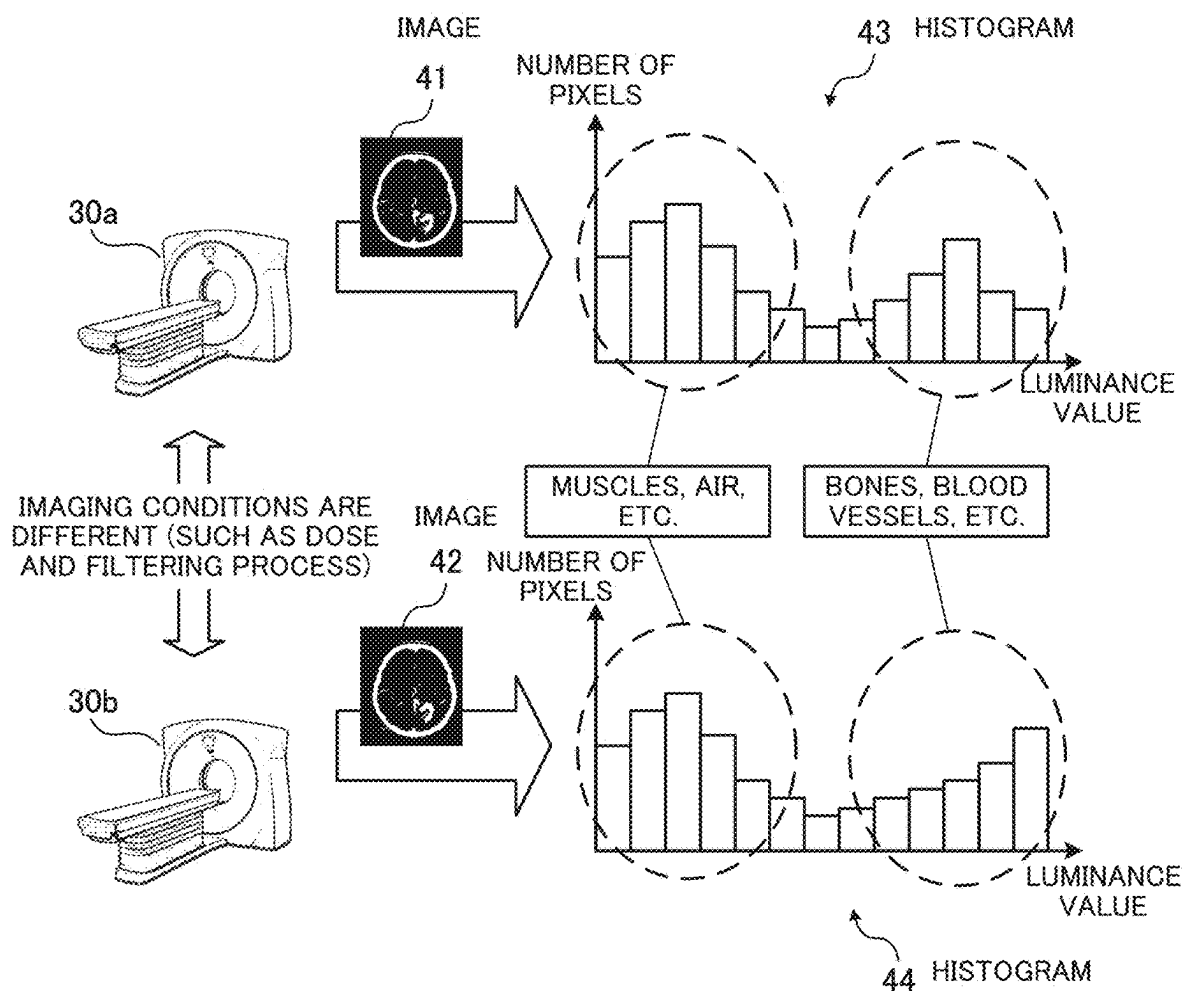 IMAGE
41
43 HISTOGRAM
NUMBER OF
PIXELS
30a
LUMINANCE
VALUE
MUSCLES, AIR,
ETC.
BONES, BLOOD
VESSELS, ETC.
IMAGING CONDITIONS ARE
DIFFERENT (SUCH AS DOSE
AND FILTERING PROCESS)
IMAGE
42
NUMBER OF
PIXELS
30b
LUMINANCE
VALUE
44 HISTOGRAM